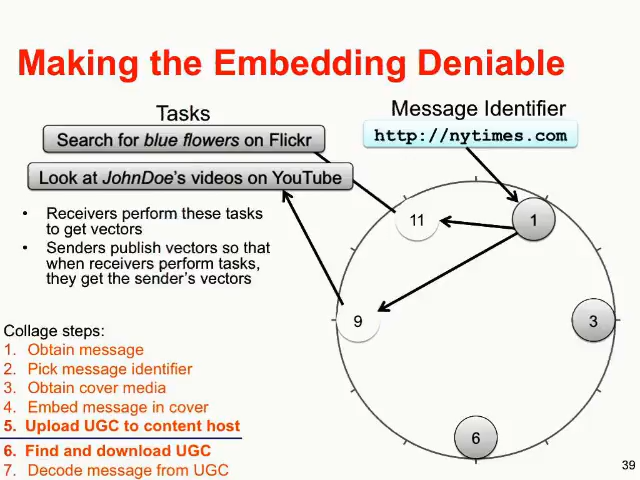 Making the Embedding Deniable
Tasks
Message Identifier
Search for blue flowers on Flickr
http://nytimes.com
Look at JohnDoe's videos on YouTube
• Receivers perform these tasks
to get vectors
• Senders publish vectors so that
when receivers perform tasks,
they get the sender's vectors
11
1
9
3
6
Collage steps:
1. Obtain message
2. Pick message identifier
3. Obtain cover media
4. Embed message in cover
5. Upload UGC to content host
6. Find and download UGC
7. Decode message from UGC
39